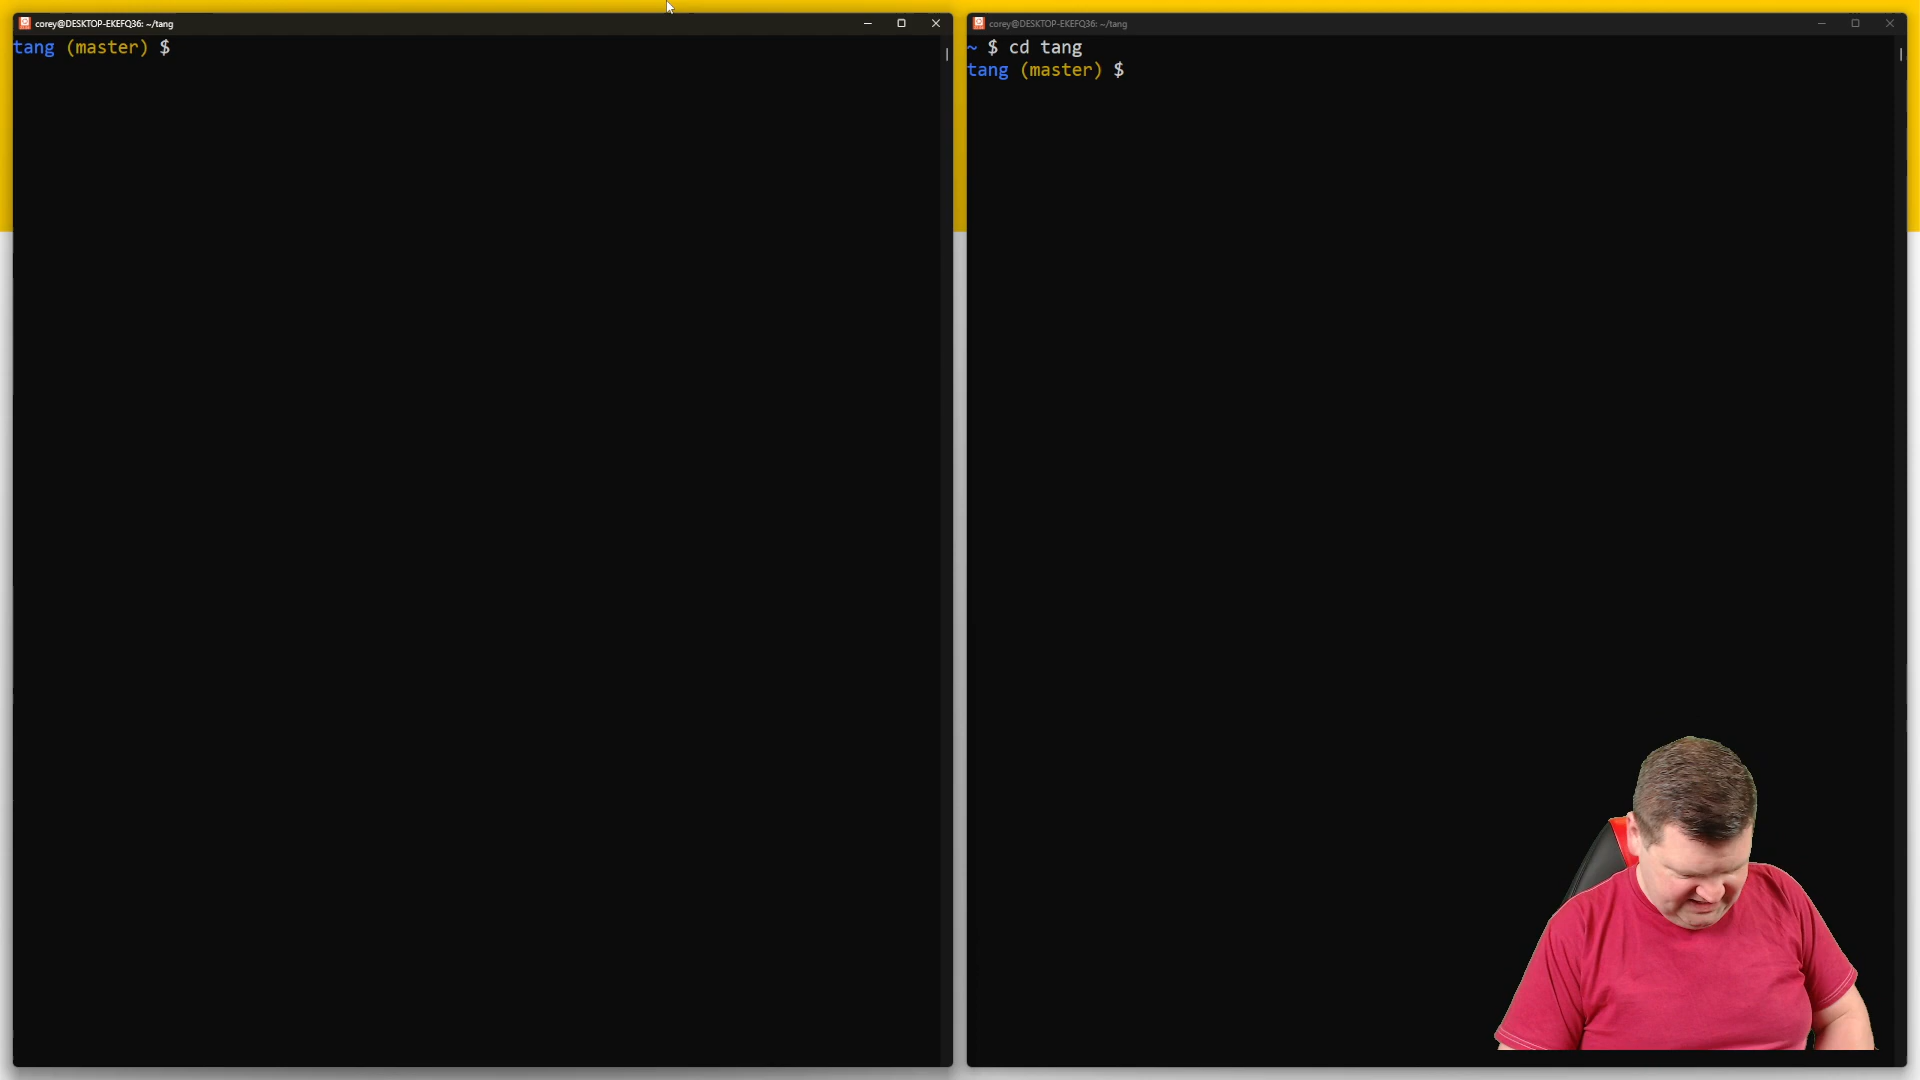 corey@DESKTOP-EKEFQ36: ~/tang
tang (master) $
corey@DESKTOP-EKEFQ36: ~/tang
~ $ cd tang
tang (master) $